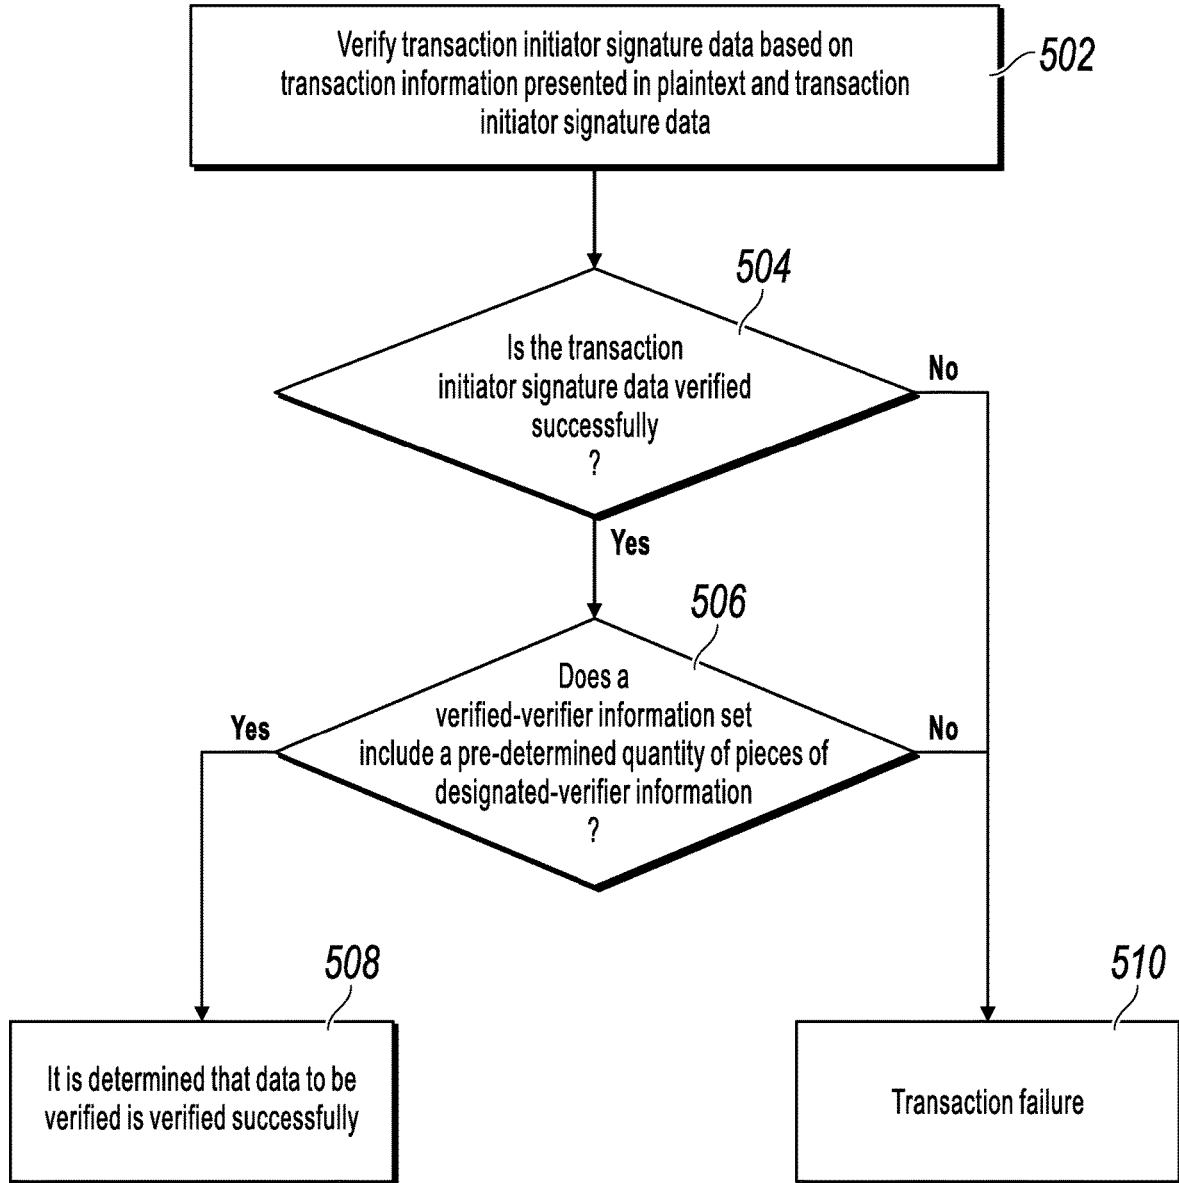 Verify transaction initiator signature data based on
transaction information presented in plaintext and transaction
initiator signature data
502
504
Is the transaction
initiator signature data verified
successfully
?
No
Yes
506
Does a
verified-verifier information set
include a pre-determined quantity of pieces of
designated-verifier information
?
Yes
No
508
It is determined that data to be
verified is verified successfully
510
Transaction failure